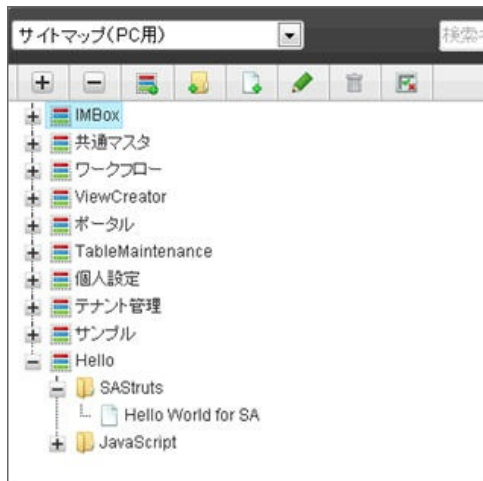 サイトマップ(PC用)
検索
IMBox
共通マスタ
ワークフロー
ViewCreator
ポータル
TableMaintenance
個人設定
テナント管理
サンプル
Hello
SAStruts
Hello World for SA
JavaScript